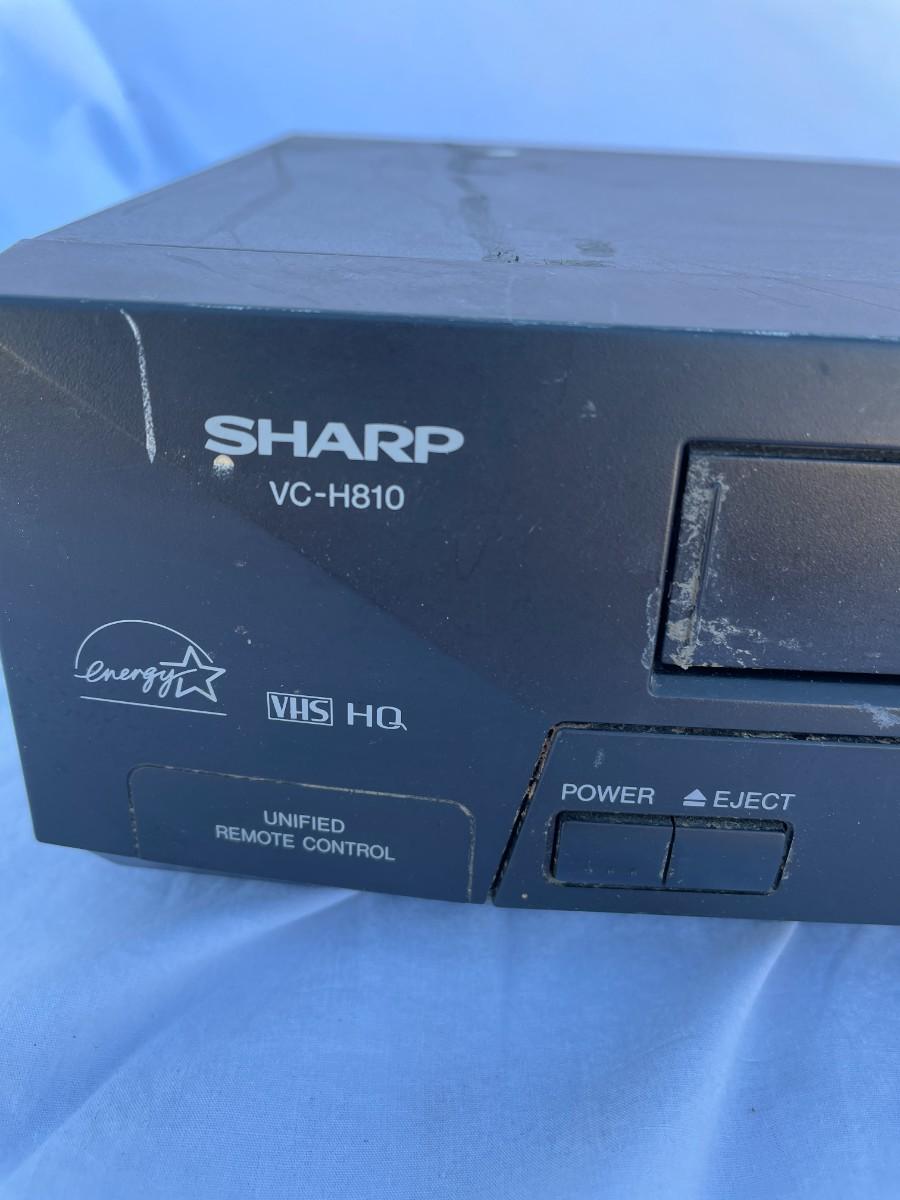 SHARP
VC-H810
energy
VHS HQ
POWER ⏏EJECT
UNIFIED
REMOTE CONTROL